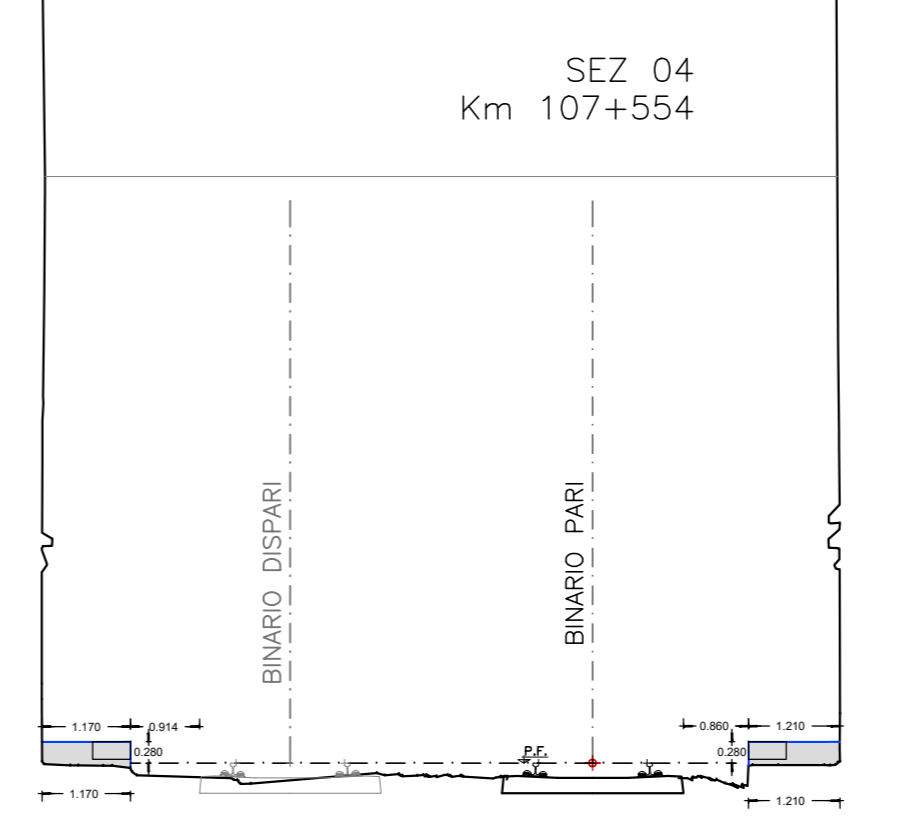 SEZ 04
Km 107+554
BINARIO DISPARI
BINARIO PARI
1.170
0.914
0.280
P.F.
0.860
1.210
0.280
1.170
1.210